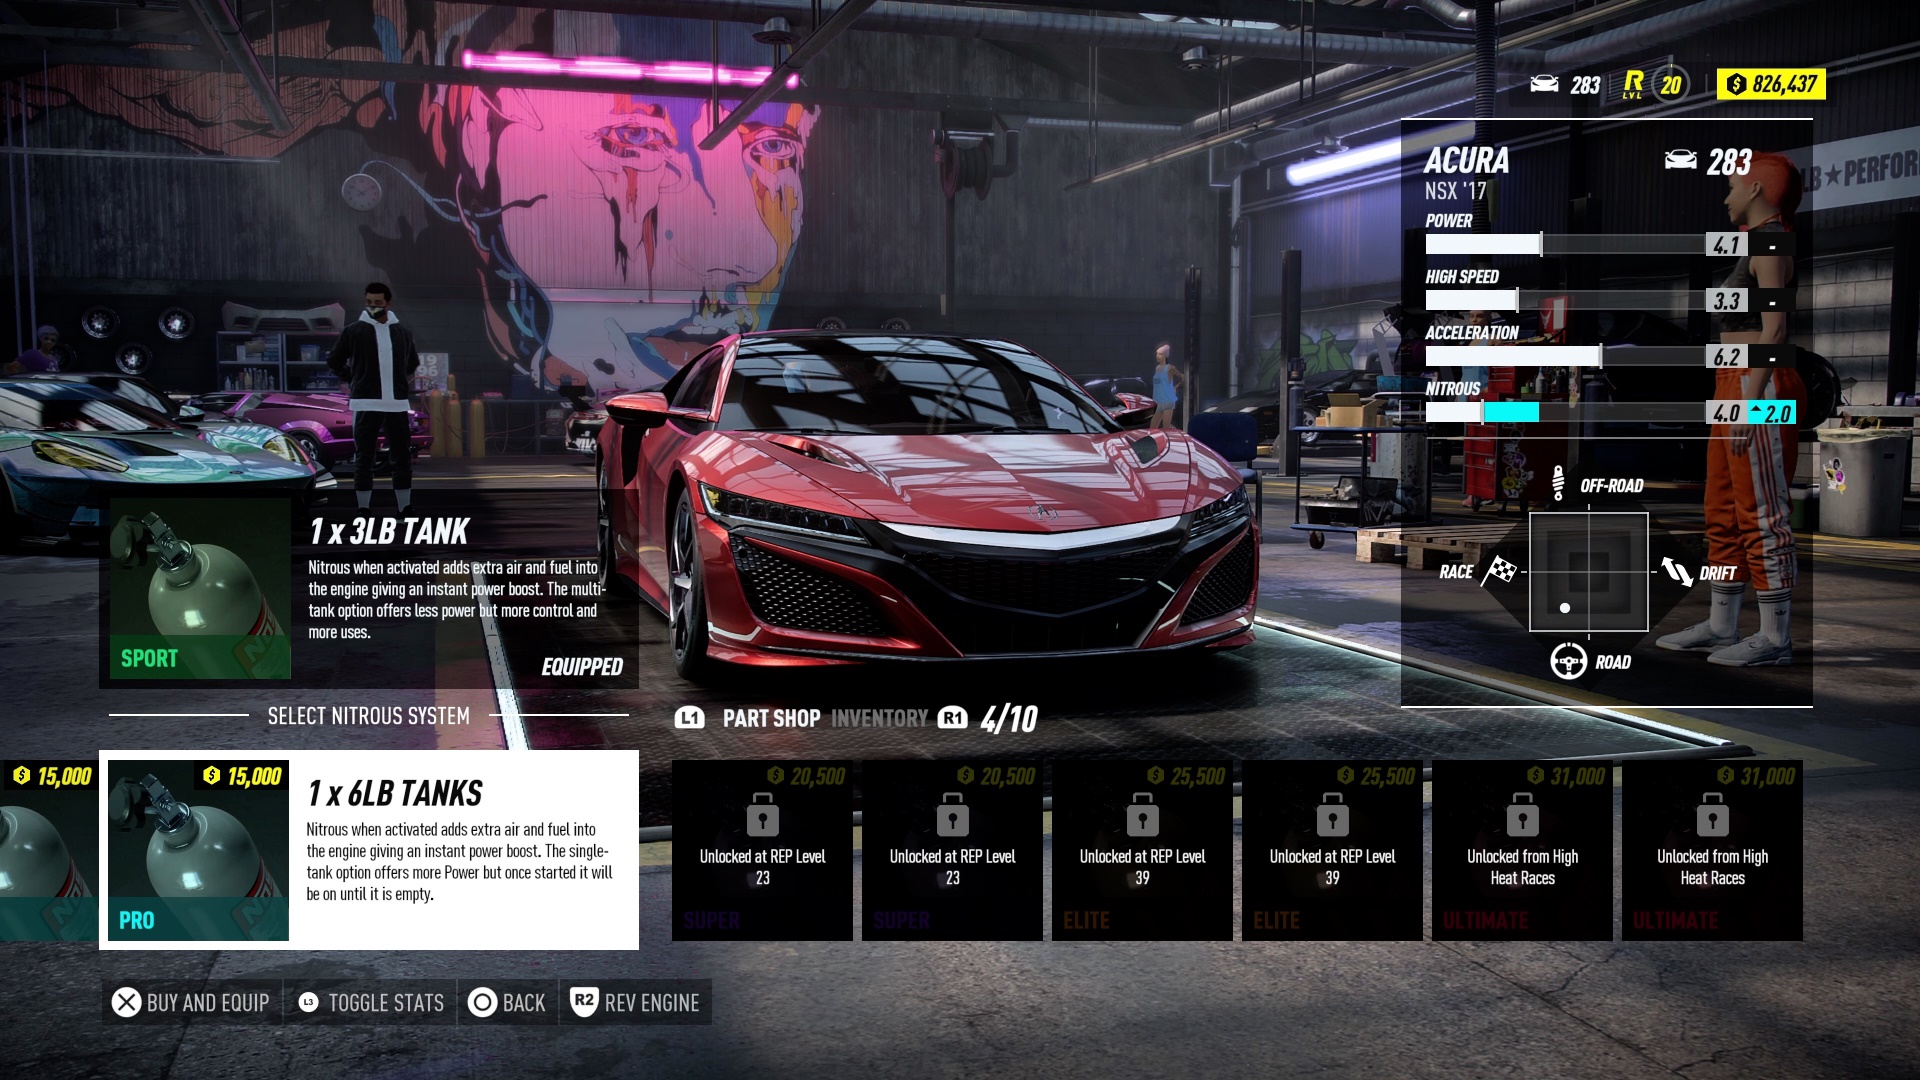 283
R LVL 20
826,437
ACURA
283
NSX '17
POWER
4.1 -
HIGH SPEED
3.3 -
ACCELERATION
6.2 -
NITROUS
4.0 2.0
OFF-ROAD
RACE
DRIFT
ROAD
LB★PERFOR
19
96
1 x 3LB TANK
Nitrous when activated adds extra air and fuel into
the engine giving an instant power boost. The multi-
tank option offers less power but more control and
more uses.
SPORT
EQUIPPED
SELECT NITROUS SYSTEM
L1 PART SHOP INVENTORY R1 4/10
15,000
15,000
1 x 6LB TANKS
Nitrous when activated adds extra air and fuel into
the engine giving an instant power boost. The single-
tank option offers more Power but once started it will
be on until it is empty.
PRO
20,500
Unlocked at REP Level
23
SUPER
20,500
Unlocked at REP Level
23
SUPER
25,500
Unlocked at REP Level
39
ELITE
25,500
Unlocked at REP Level
39
ELITE
31,000
Unlocked from High
Heat Races
ULTIMATE
31,000
Unlocked from High
Heat Races
ULTIMATE
BUY AND EQUIP
L3 TOGGLE STATS
BACK
R2 REV ENGINE